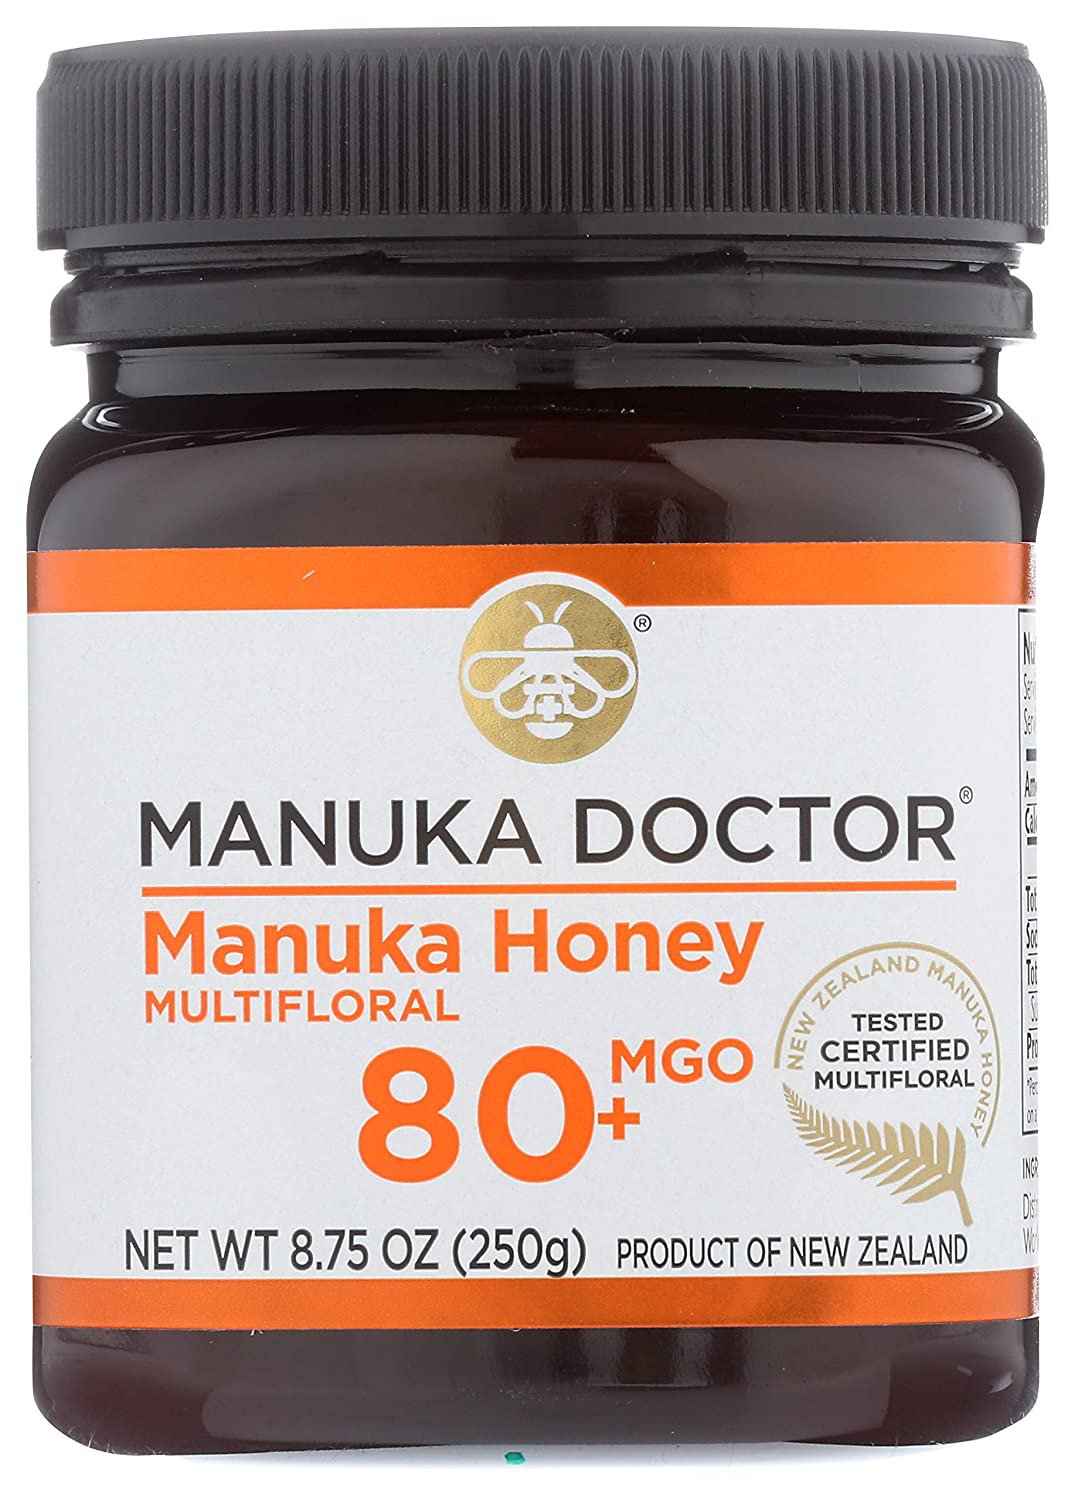 ®
MANUKA DOCTOR®
Manuka Honey
MULTIFLORAL
80+ MGO
NEW ZEALAND MANUKA HONEY
TESTED
CERTIFIED
MULTIFLORAL
NET WT 8.75 OZ (250g) PRODUCT OF NEW ZEALAND